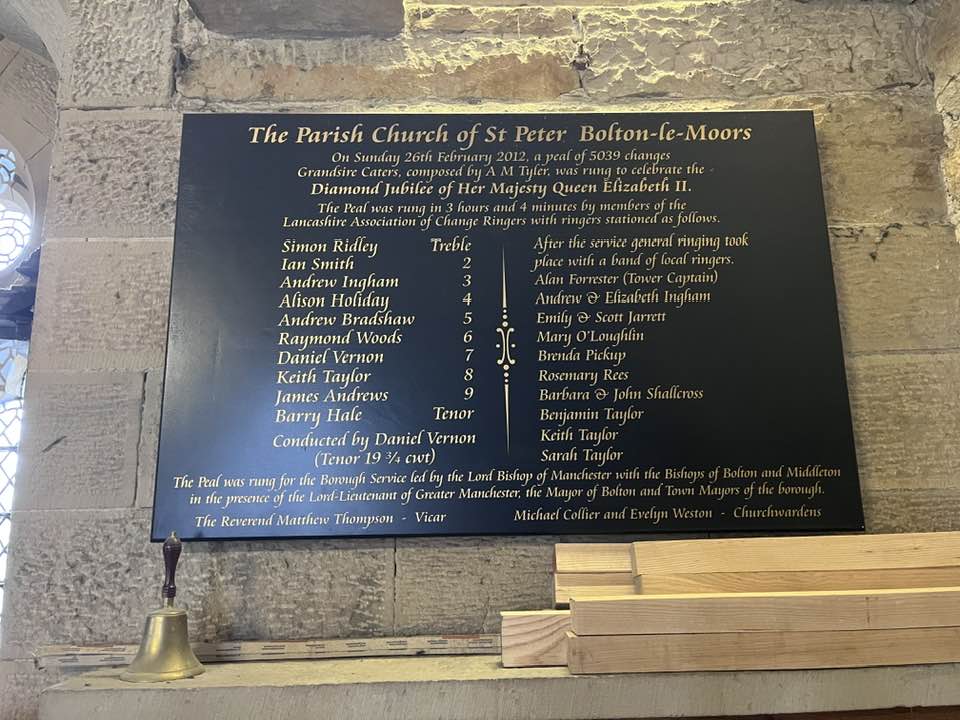 The Parish Church of St Peter Bolton-le-Moors
On Sunday 26th February 2012, a peal of 5039 changes
Grandsire Caters, composed by A M Tyler, was rung to celebrate the
Diamond Jubilee of Her Majesty Queen Elizabeth II.
The Peal was rung in 3 hours and 4 minutes by members of the
Lancashire Association of Change Ringers with ringers stationed as follows.
Simon Ridley Treble
Ian Smith 2
Andrew Ingham 3
Alison Holiday 4
Andrew Bradshaw 5
Raymond Woods 6
Daniel Vernon 7
Keith Taylor 8
James Andrews 9
Barry Hale Tenor
Conducted by Daniel Vernon
(Tenor 19 ¾ cwt)
After the service general ringing took
place with a band of local ringers.
Alan Forrester (Tower Captain)
Andrew & Elizabeth Ingham
Emily & Scott Jarrett
Mary O'Loughlin
Brenda Pickup
Rosemary Rees
Barbara & John Shallcross
Benjamin Taylor
Keith Taylor
Sarah Taylor
The Peal was rung for the Borough Service led by the Lord Bishop of Manchester with the Bishops of Bolton and Middleton
in the presence of the Lord-Lieutenant of Greater Manchester, the Mayor of Bolton and Town Mayors of the borough.
The Reverend Matthew Thompson - Vicar
Michael Collier and Evelyn Weston - Churchwardens